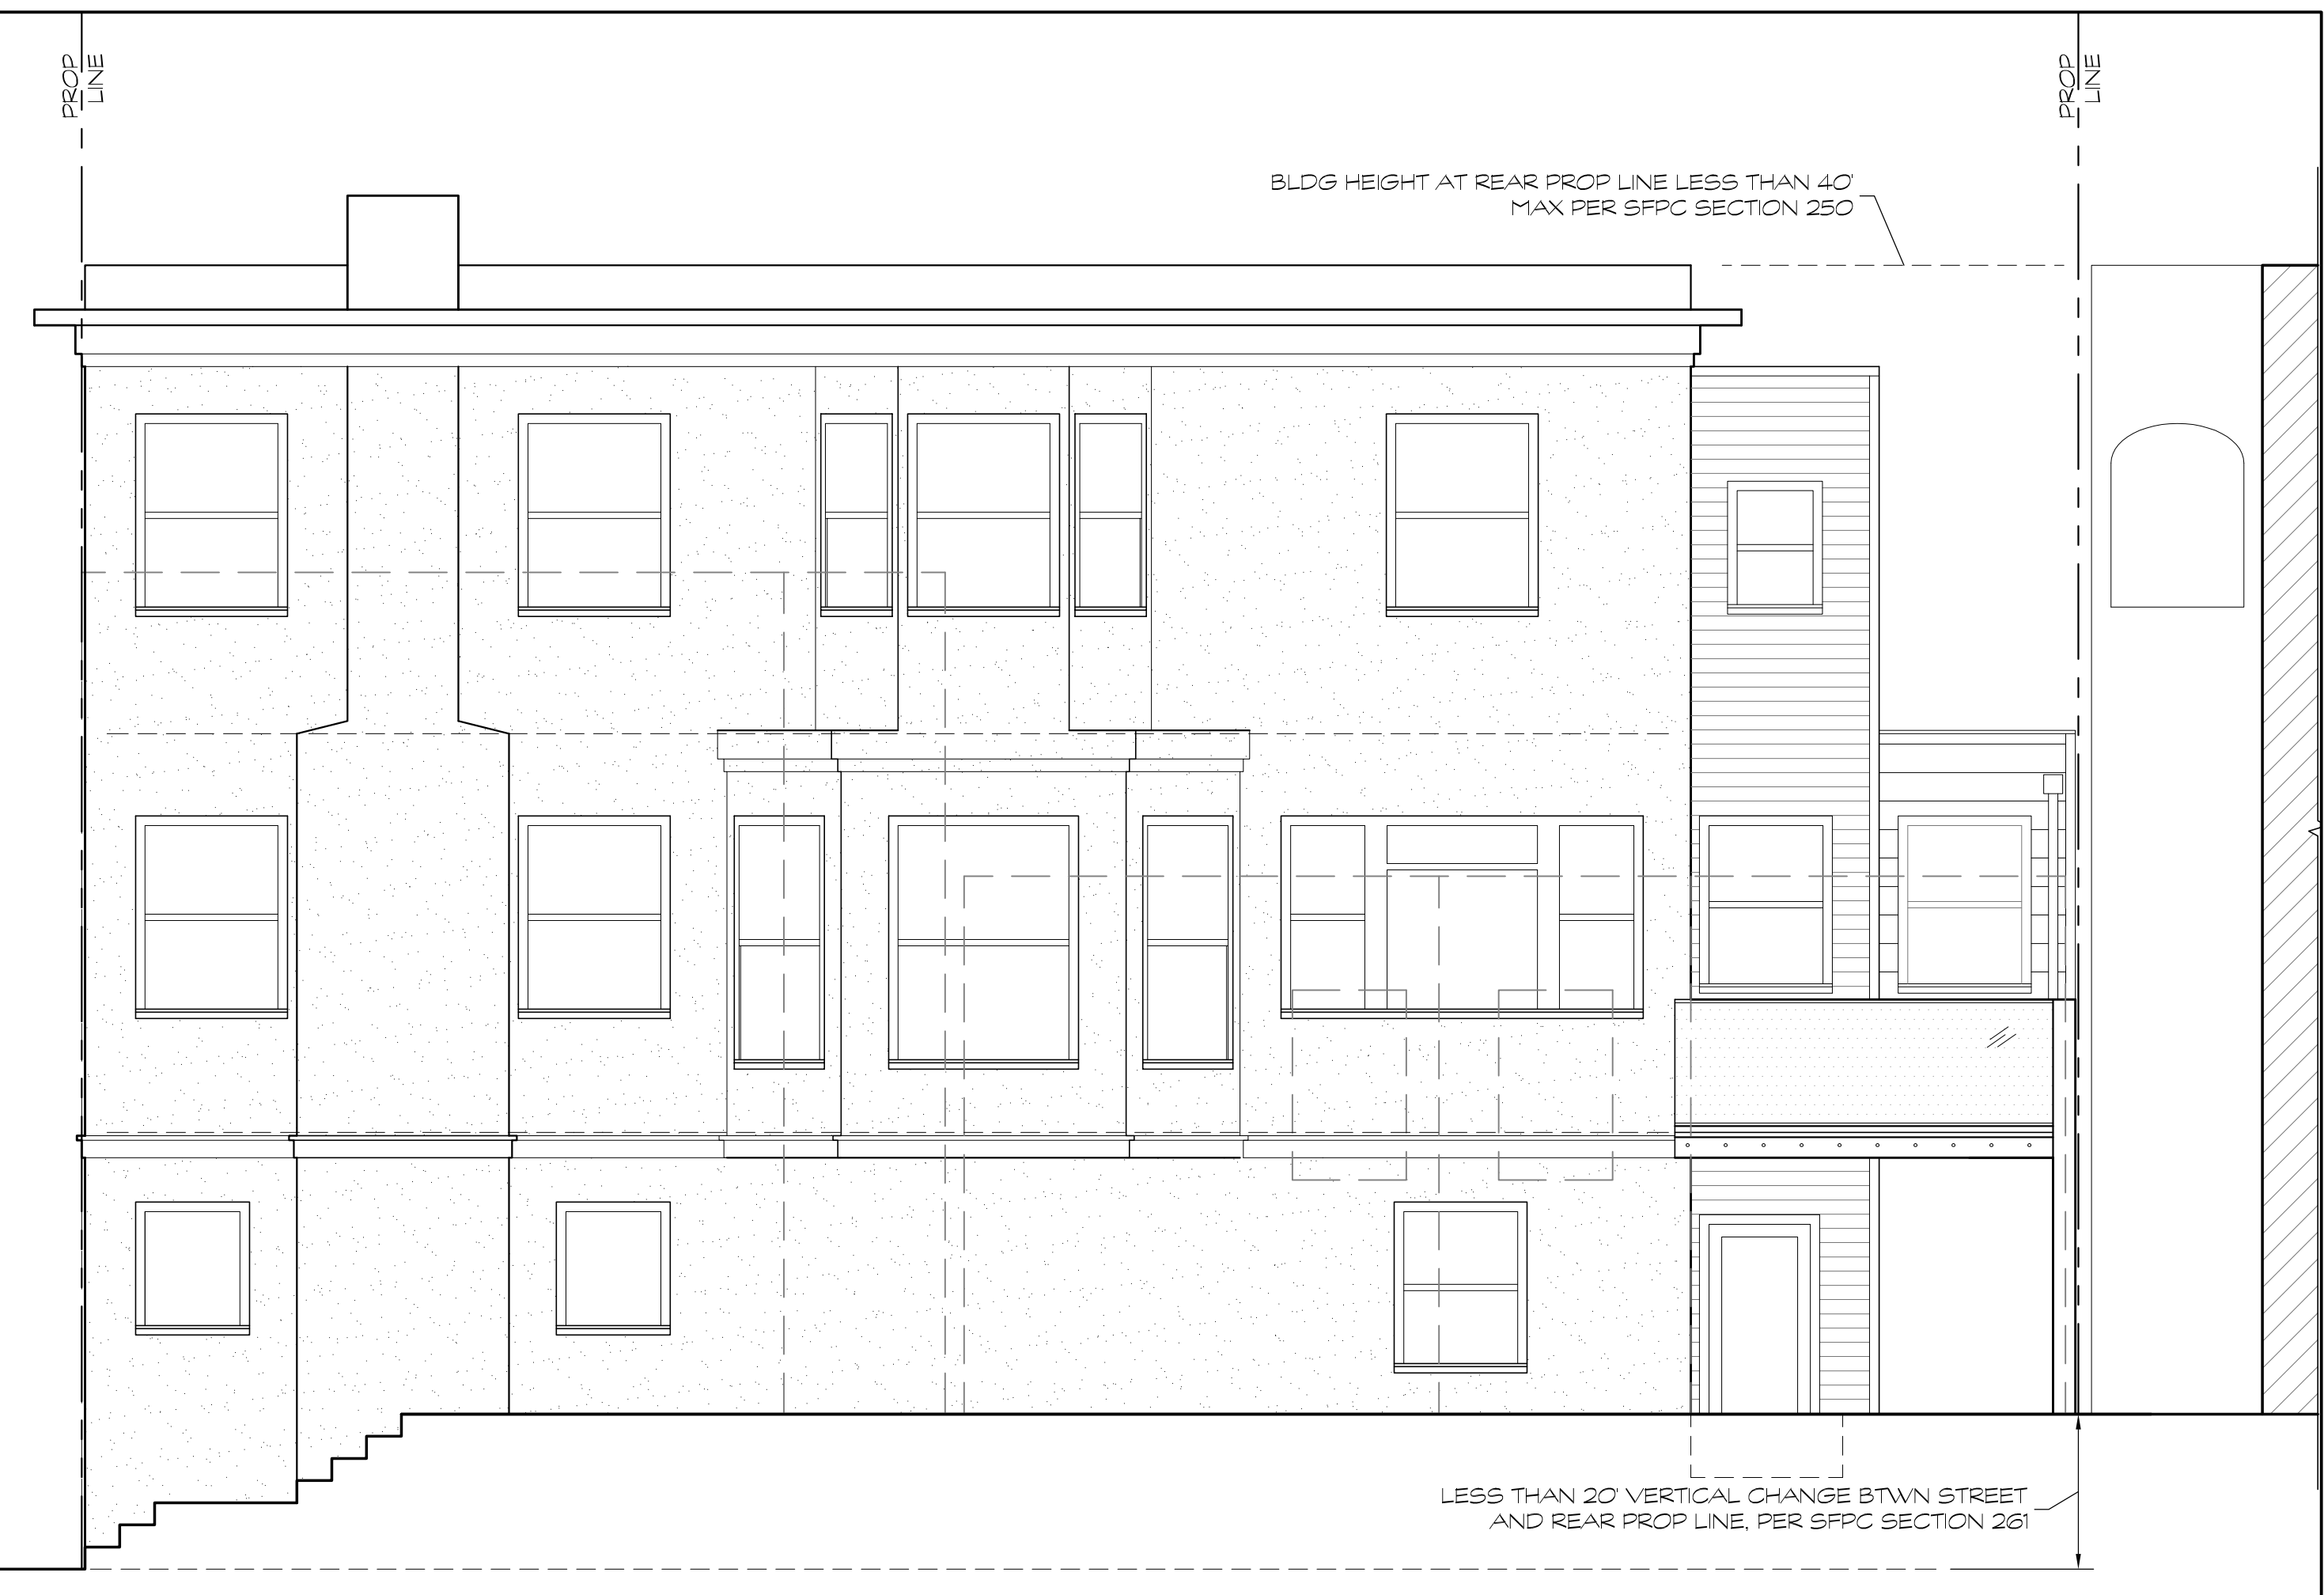 PROP
LINE
PROP
LINE
BLDG HEIGHT AT REAR PROP LINE LESS THAN 40'
MAX PER SFPC SECTION 250
LESS THAN 20' VERTICAL CHANGE BTWN STREET
AND REAR PROP LINE, PER SFPC SECTION 261